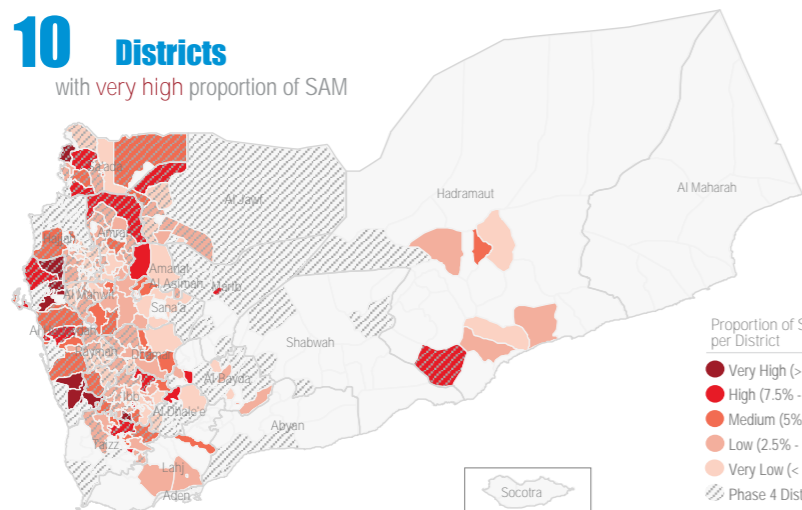 10 Districts
with very high proportion of SAM
Sa'ada
Al Jawf
Hadramaut
Al Maharah
Hajjah
Amran
Amanat
Al Asimah
Marib
Al Mahwit
Sana'a
Shabwah
Raymah
Dhamar
Al Bayda
Ibb
Al Dhale'e
Abyan
Taizz
Lahj
Aden
Socotra
Proportion of S
per District
Very High (>
High (7.5% -
Medium (5%
Low (2.5% -
Very Low (<
Phase 4 Dist